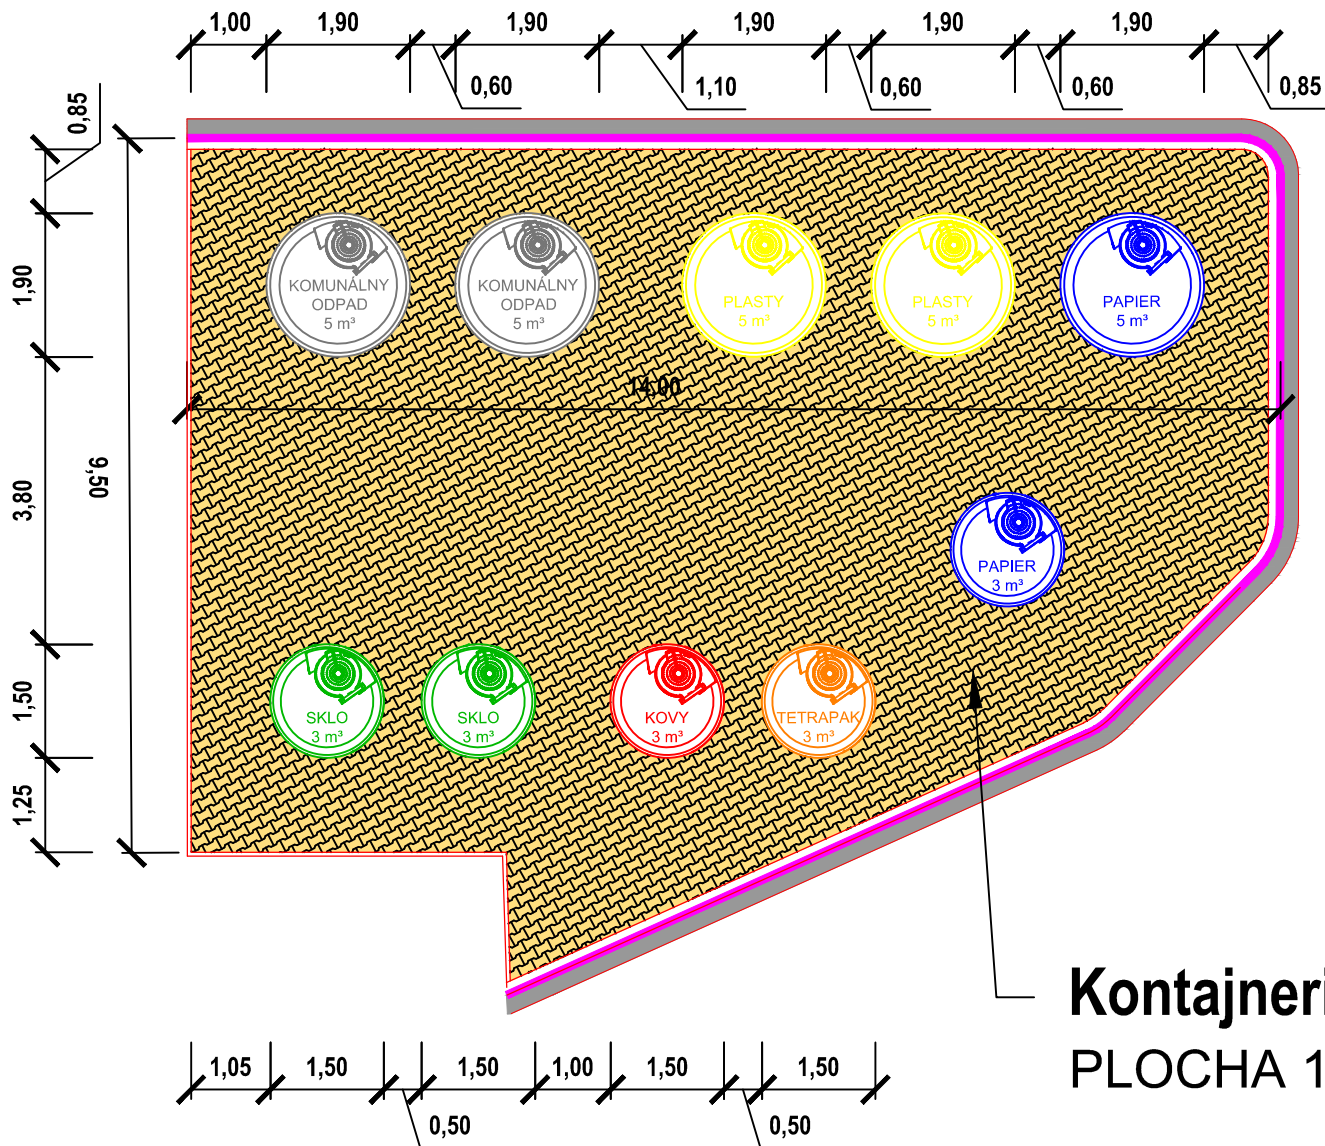 1,00 1,90 1,90 1,90 1,90 1,90
0,60 1,10 0,60 0,60 0,85
0,85
1,90
3,80
1,50
1,25
9,50
KOMUNÁLNY
ODPAD
5 m³
KOMUNÁLNY
ODPAD
5 m³
PLASTY
5 m³
PLASTY
5 m³
PAPIER
5 m³
14,00
PAPIER
3 m³
SKLO
3 m³
SKLO
3 m³
KOVY
3 m³
TETRAPAK
3 m³
Kontajneri
PLOCHA 1
1,05 1,50 1,50 1,00 1,50 1,50
0,50 0,50